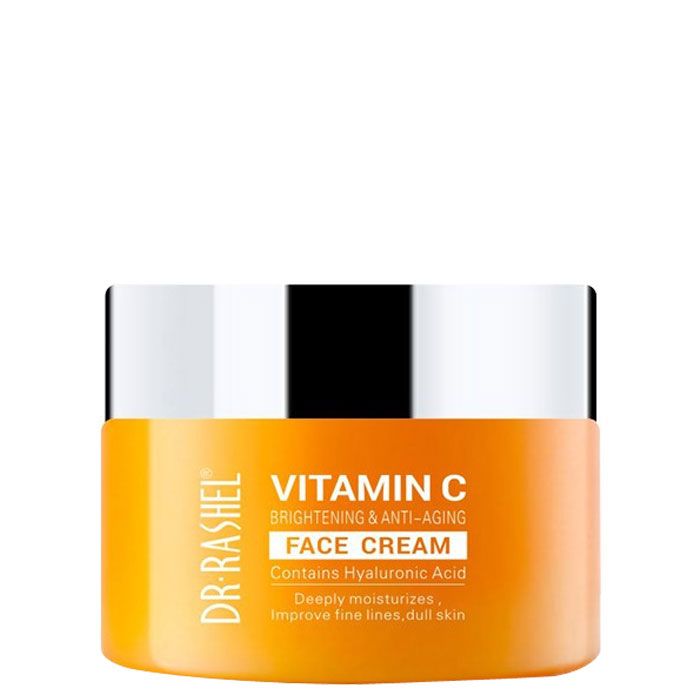 DR·RASHEL®
VITAMIN C
BRIGHTENING & ANTI-AGING
FACE CREAM
Contains Hyaluronic Acid
Deeply moisturizes ,
Improve fine lines,dull skin